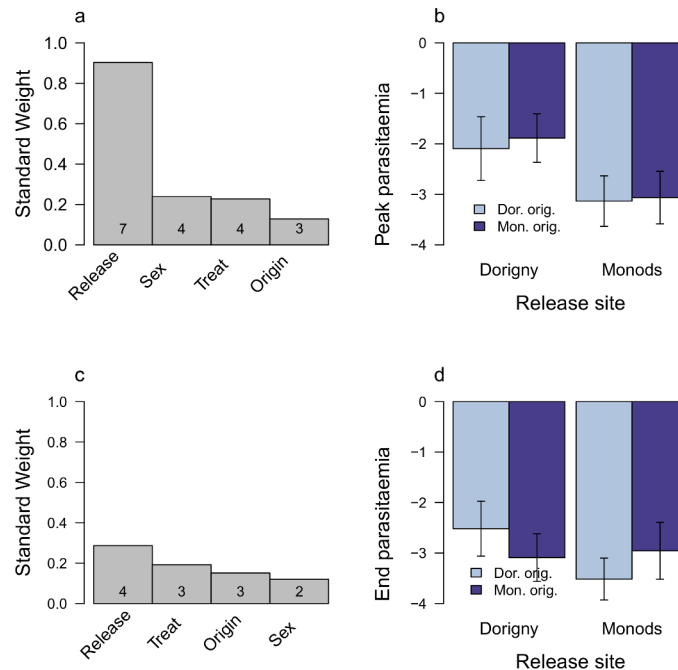 a
1.0
0.8
0.6
0.4
0.2
0.0
Standard Weight
7
4
4
3
Release
Sex
Treat
Origin
b
0
−1
−2
−3
−4
Peak parasitaemia
Dor. orig.
Mon. orig.
Dorigny
Monods
Release site
c
1.0
0.8
0.6
0.4
0.2
0.0
Standard Weight
4
3
3
2
Release
Treat
Origin
Sex
d
0
−1
−2
−3
−4
End parasitaemia
Dor. orig.
Mon. orig.
Dorigny
Monods
Release site